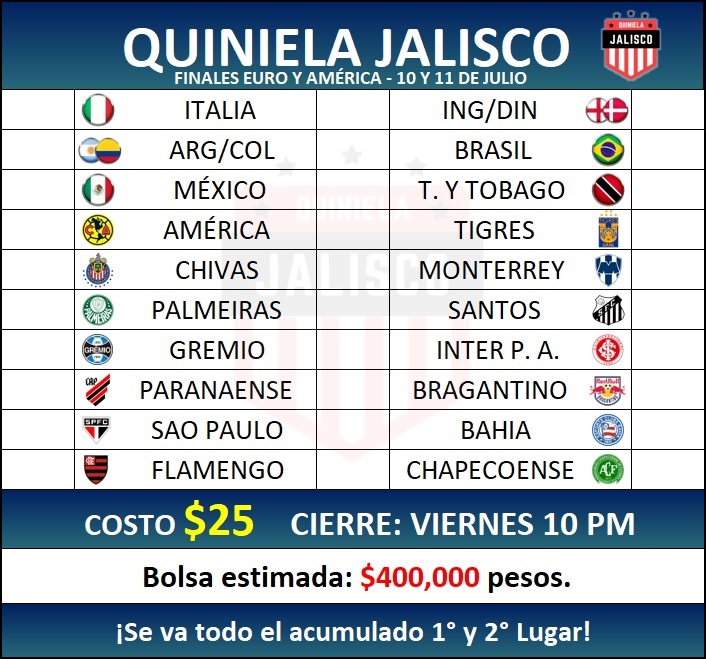 QUINIELA JALISCO
QUINIELA
JALISCO
FINALES EURO Y AMÉRICA - 10 Y 11 DE JULIO
ITALIA ING/DIN
ARG/COL BRASIL
MÉXICO T. Y TOBAGO
AMÉRICA TIGRES
CHIVAS MONTERREY
PALMEIRAS SANTOS
GREMIO INTER P. A.
PARANAENSE BRAGANTINO
SAO PAULO BAHIA
FLAMENGO CHAPECOENSE
QUINIELA
JALISCO
COSTO $25 CIERRE: VIERNES 10 PM
Bolsa estimada: $400,000 pesos.
¡Se va todo el acumulado 1° y 2° Lugar!